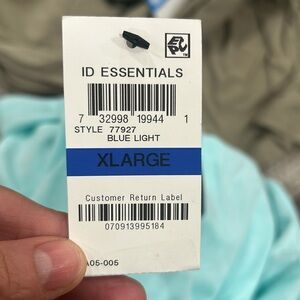 ID ESSENTIALS
7 32998 19944 1
STYLE 77927
BLUE LIGHT
XLARGE
Customer Return Label
070913995184
A05-005